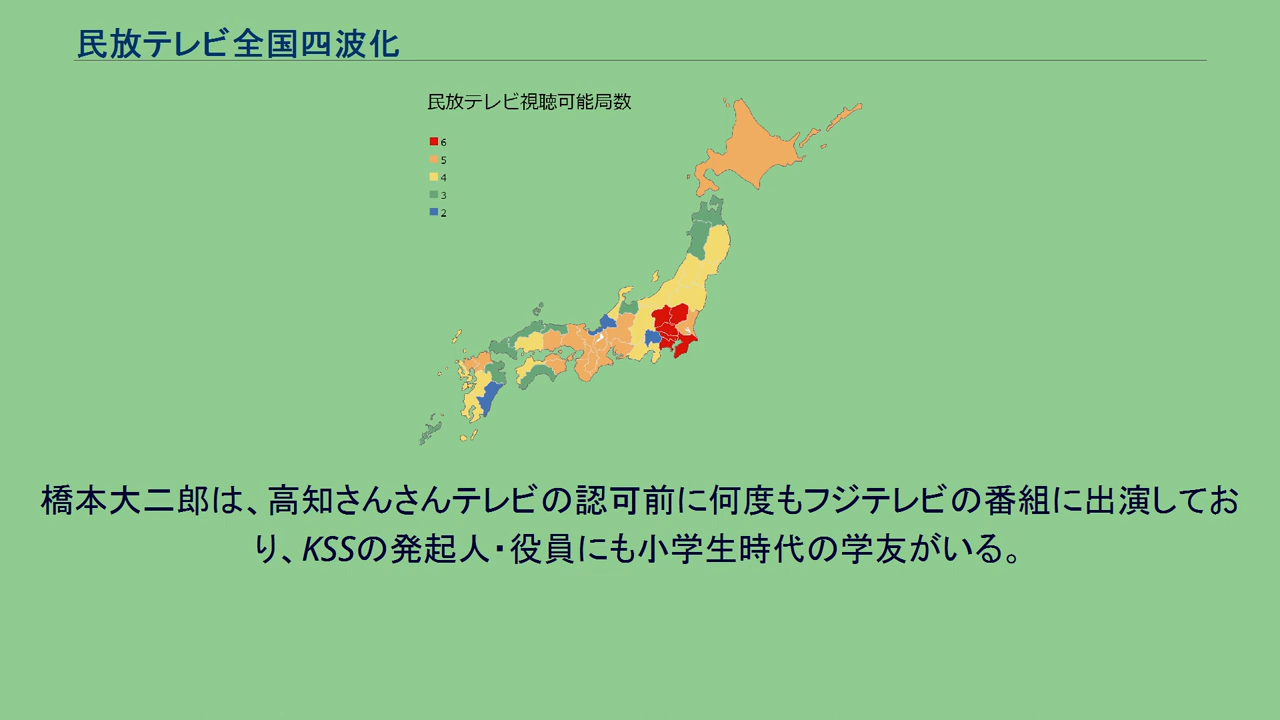 民放テレビ全国四波化
民放テレビ視聴可能局数
6
5
4
3
2
橋本大二郎は、高知さんさんテレビの認可前に何度もフジテレビの番組に出演してお
り、KSSの発起人・役員にも小学生時代の学友がいる。